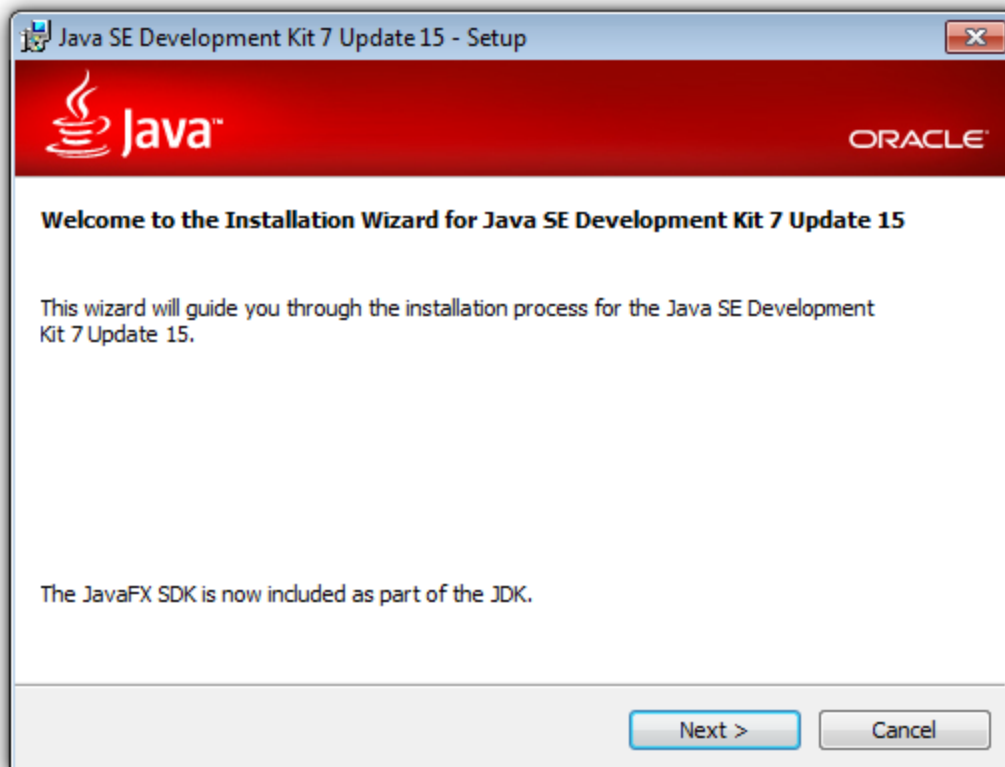 Java SE Development Kit 7 Update 15 - Setup
Java™
ORACLE
Welcome to the Installation Wizard for Java SE Development Kit 7 Update 15
This wizard will guide you through the installation process for the Java SE Development
Kit 7 Update 15.
The JavaFX SDK is now included as part of the JDK.
Next >
Cancel